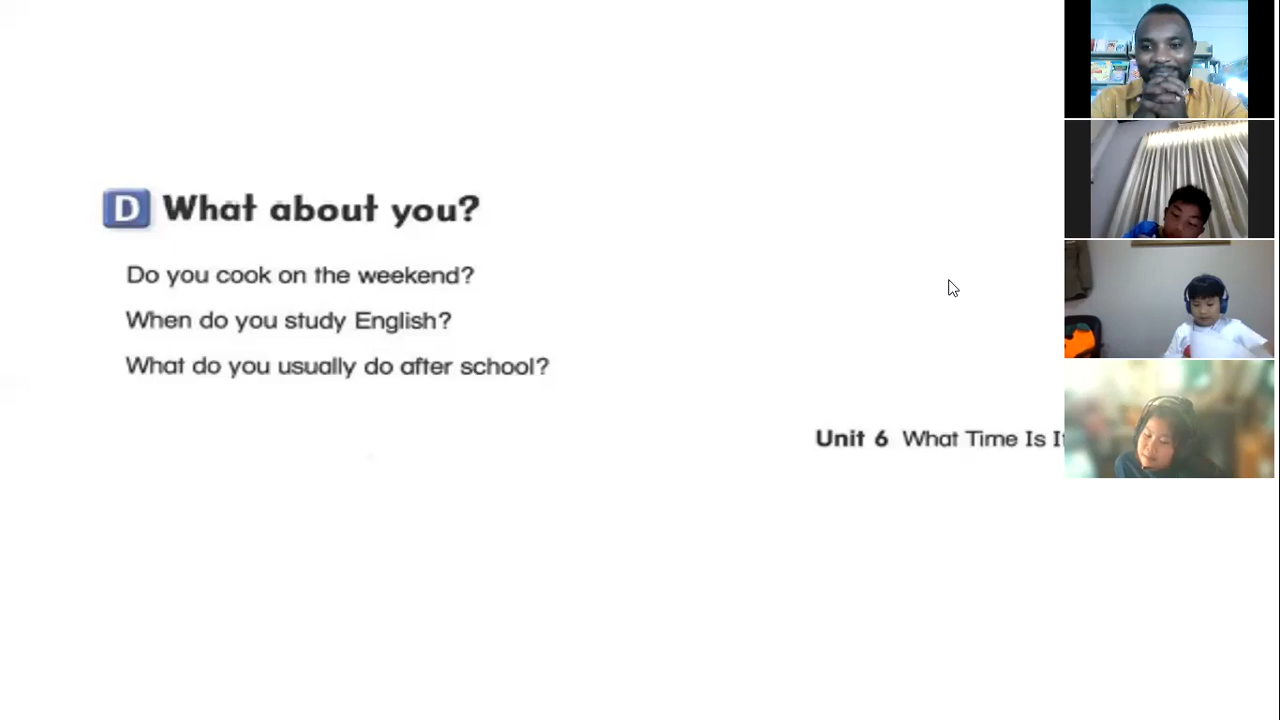 D What about you?
Do you cook on the weekend?
When do you study English?
What do you usually do after school?
Unit 6 What Time Is